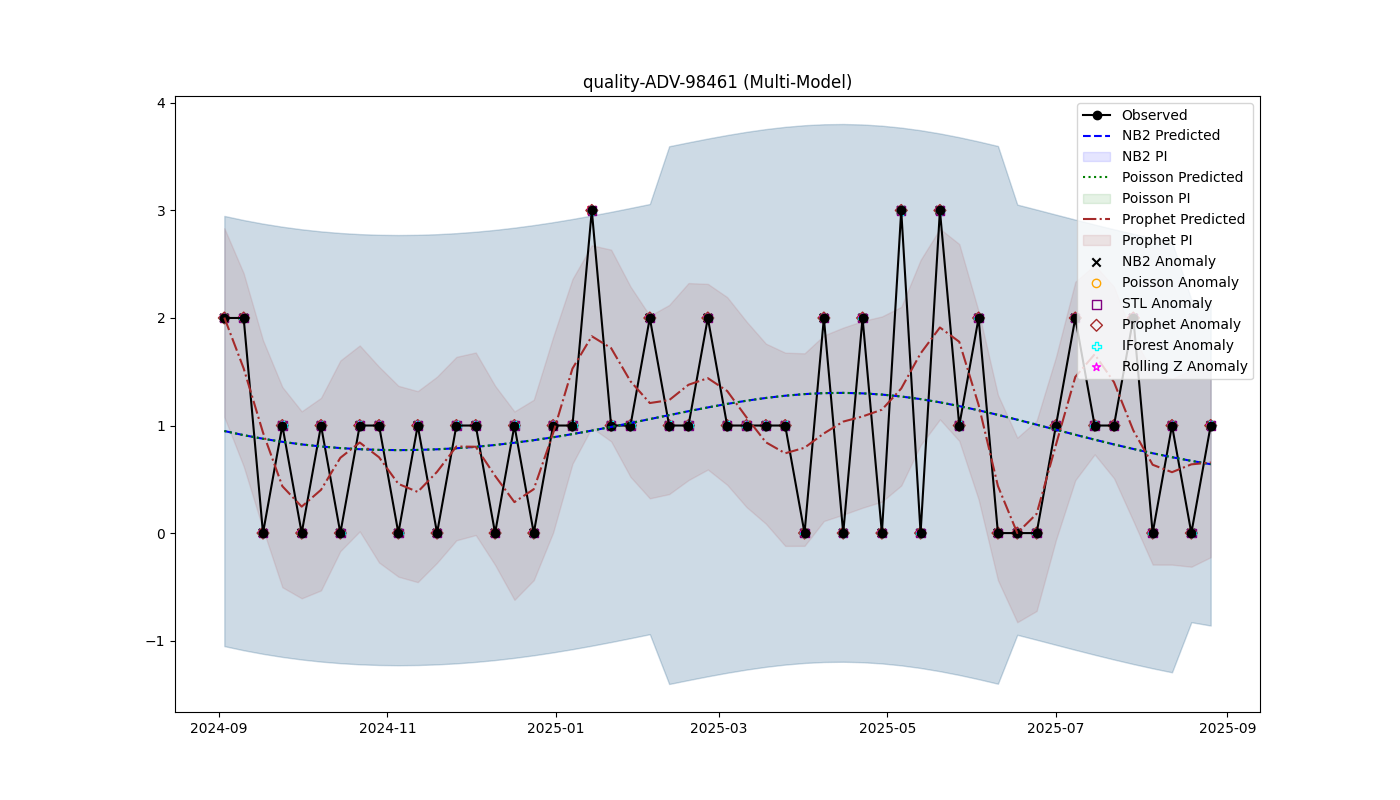 quality-ADV-98461 (Multi-Model)
4
3
2
1
0
−1
2024-09
2024-11
2025-01
2025-03
2025-05
2025-07
2025-09
Observed
NB2 Predicted
NB2 PI
Poisson Predicted
Poisson PI
Prophet Predicted
Prophet PI
NB2 Anomaly
Poisson Anomaly
STL Anomaly
Prophet Anomaly
IForest Anomaly
Rolling Z Anomaly